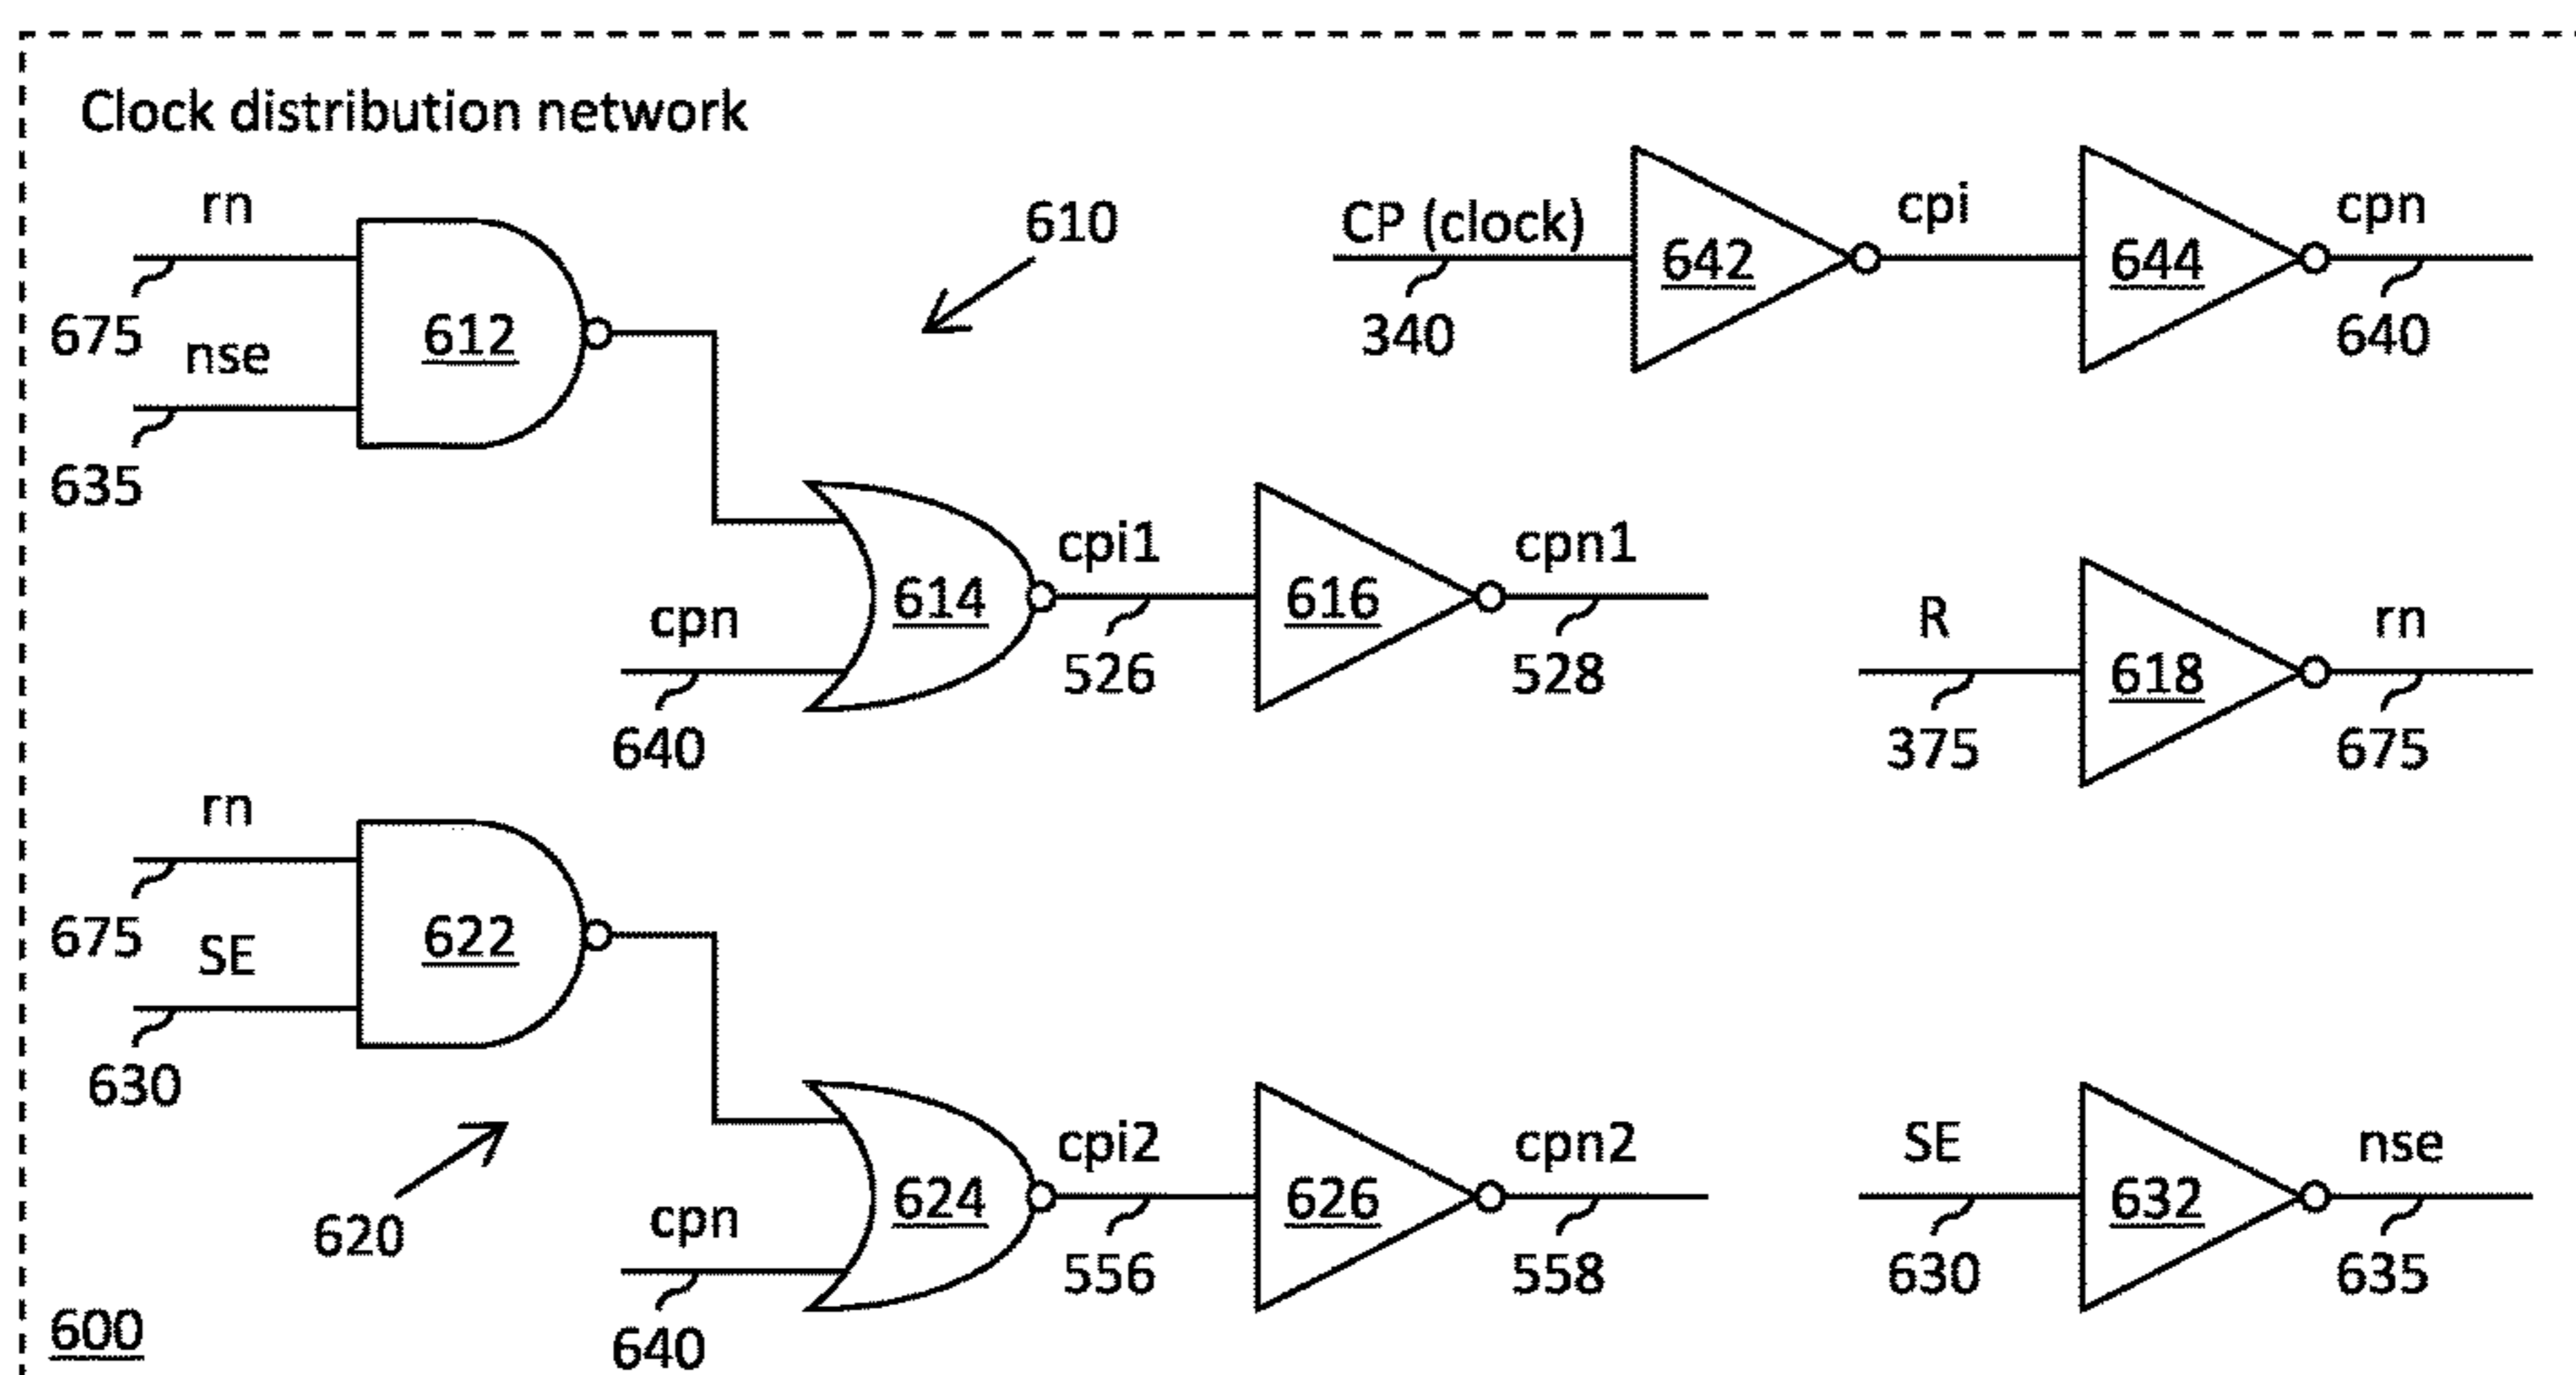 Clock distribution network
rn
675
nse
635
612
610
CP (clock)
340
642
cpi
644
cpn
640
cpn
640
614
cpi1
526
616
cpn1
528
R
375
618
rn
675
rn
675
SE
630
622
620
cpn
640
624
cpi2
556
626
cpn2
558
SE
630
632
nse
635
600